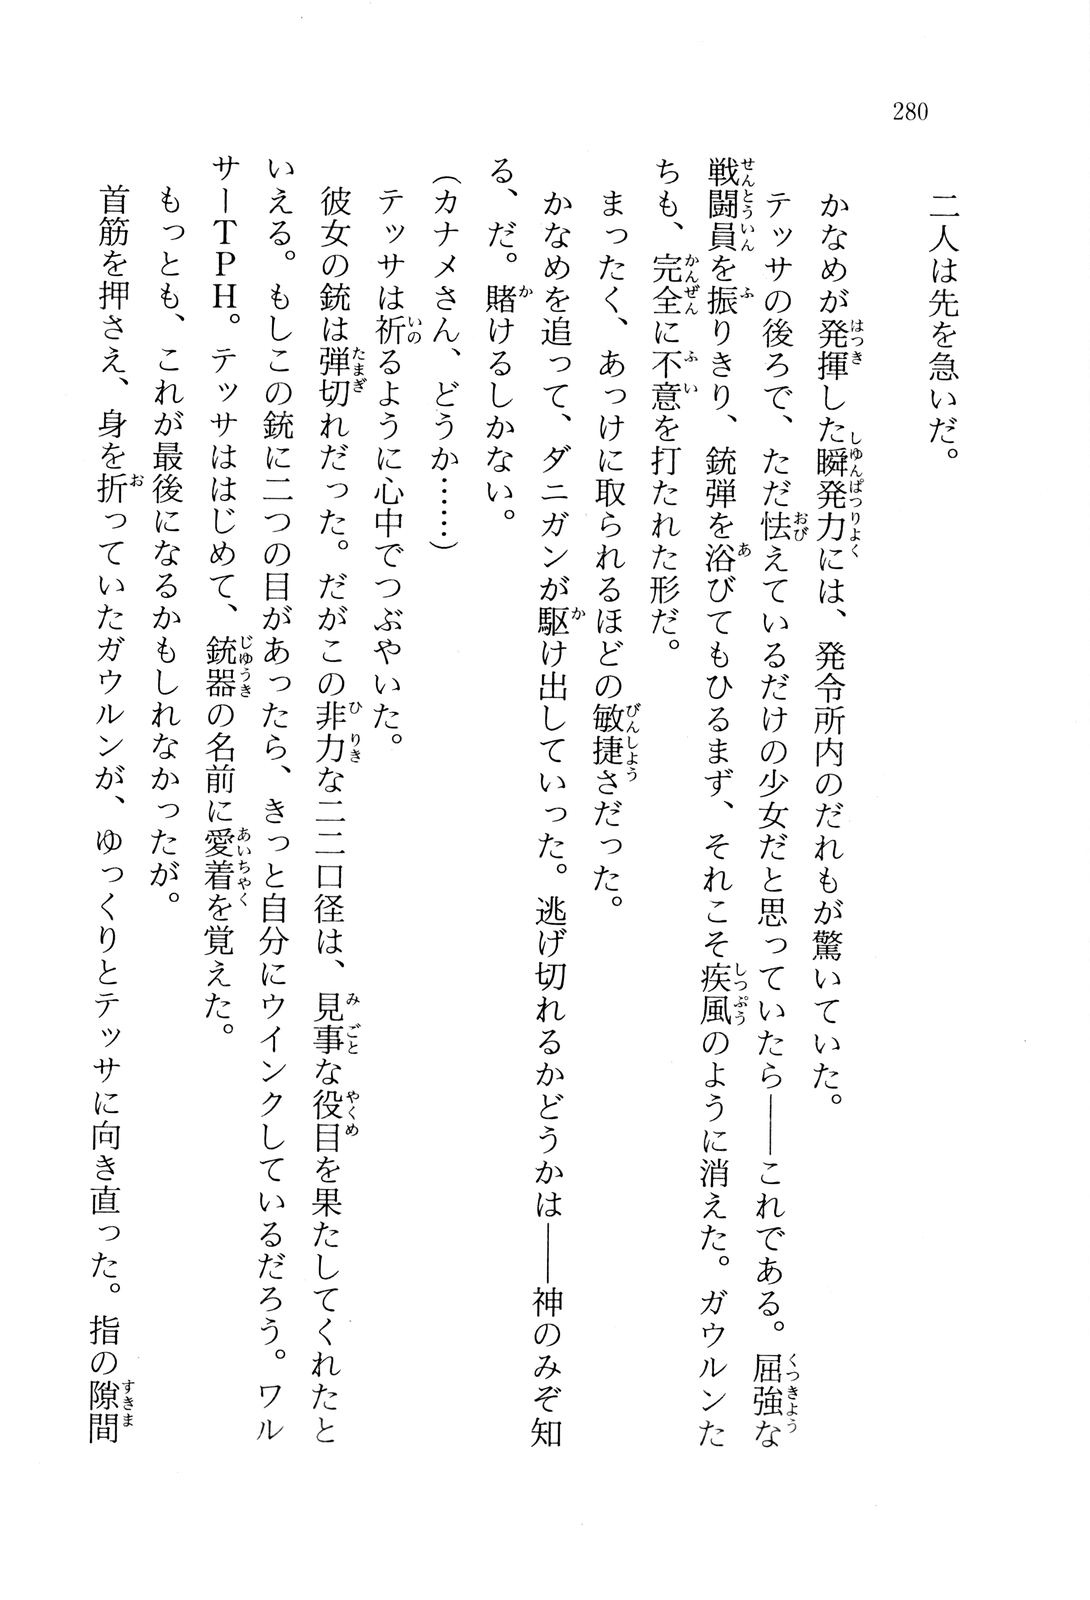 280
二人は先を急いだ。
かなめが発揮した瞬発力には、発令所内のだれもが驚いていた。
テッサの後ろで、ただ怯えているだけの少女だと思っていたら――これである。屈強な
戦闘員を振りきり、銃弾を浴びてもひるまず、それこそ疾風のように消えた。ガウルンた
ちも、完全に不意を打たれた形だ。
まったく、あっけに取られるほどの敏捷さだった。
かなめを追って、ダニガンが駆け出していった。逃げ切れるかどうかは――神のみぞ知
る、だ。賭けるしかない。
(カナメさん、どうか……)
テッサは祈るように心中でつぶやいた。
彼女の銃は弾切れだった。だがこの非力な二二口径は、見事な役目を果たしてくれたと
いえる。もしこの銃に二つの目があったら、きっと自分にウインクしているだろう。ワル
サーTPH。テッサははじめて、銃器の名前に愛着を覚えた。
もっとも、これが最後になるかもしれなかったが。
首筋を押さえ、身を折っていたガウルンが、ゆっくりとテッサに向き直った。指の隙間